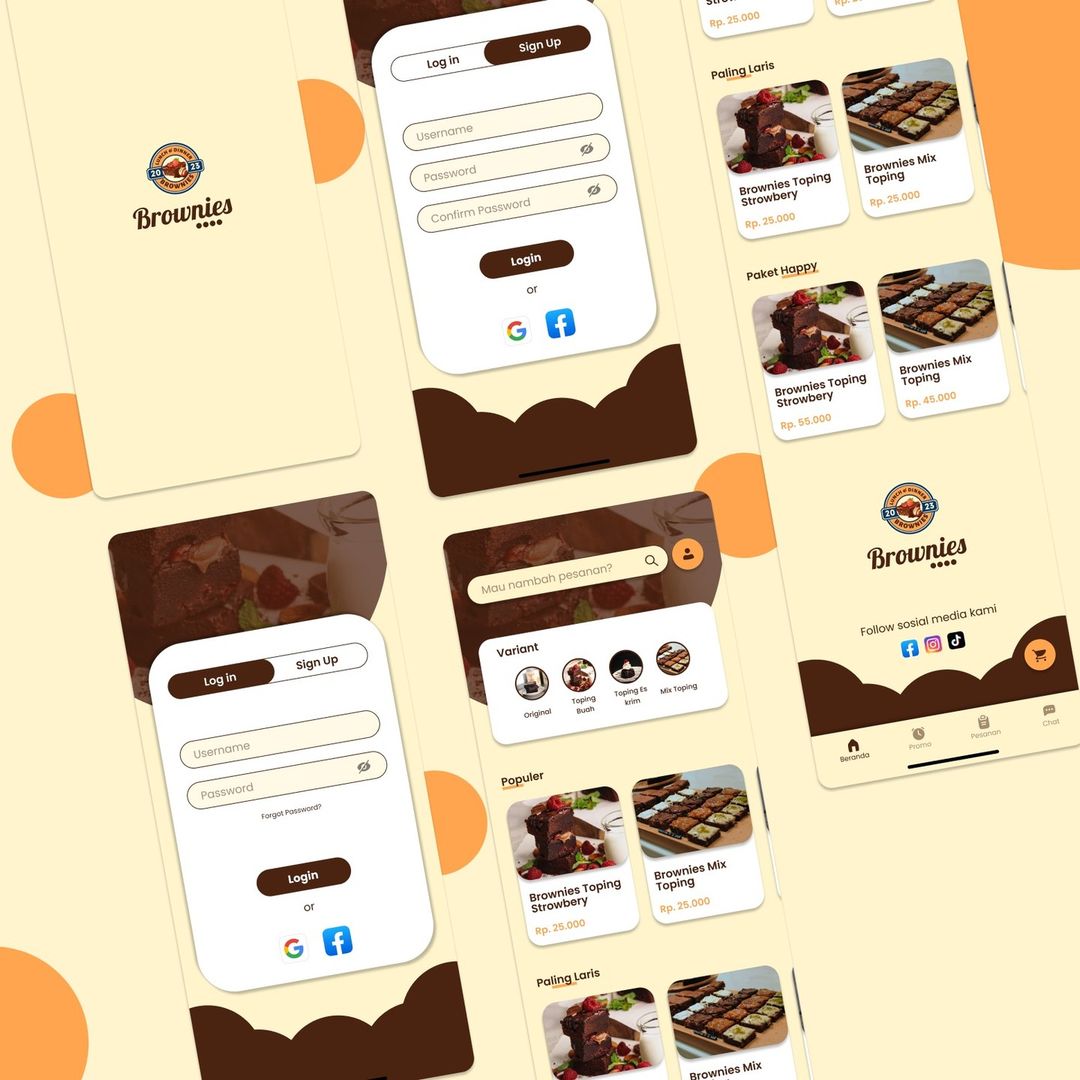 LUNCH & DINNER
20 23
BROWNIES
Brownies
Log in
Sign Up
Username
Password
Confirm Password
Login
or
Rp. 25.000
Paling Laris
Brownies Toping
Strowbery
Rp. 25.000
Brownies Mix
Toping
Rp. 25.000
Paket Happy
Brownies Toping
Strowbery
Rp. 55.000
Brownies Mix
Toping
Rp. 45.000
LUNCH & DINNER
20 23
BROWNIES
Brownies
Follow sosial media kami
Beranda
Promo
Pesanan
Chat
Log in
Sign Up
Username
Password
Forgot Password?
Login
or
Mau nambah pesanan?
Variant
Original
Toping
Buah
Toping Es
krim
Mix Toping
Populer
Brownies Toping
Strowbery
Rp. 25.000
Brownies Mix
Toping
Rp. 25.000
Paling Laris
Brownies Mix